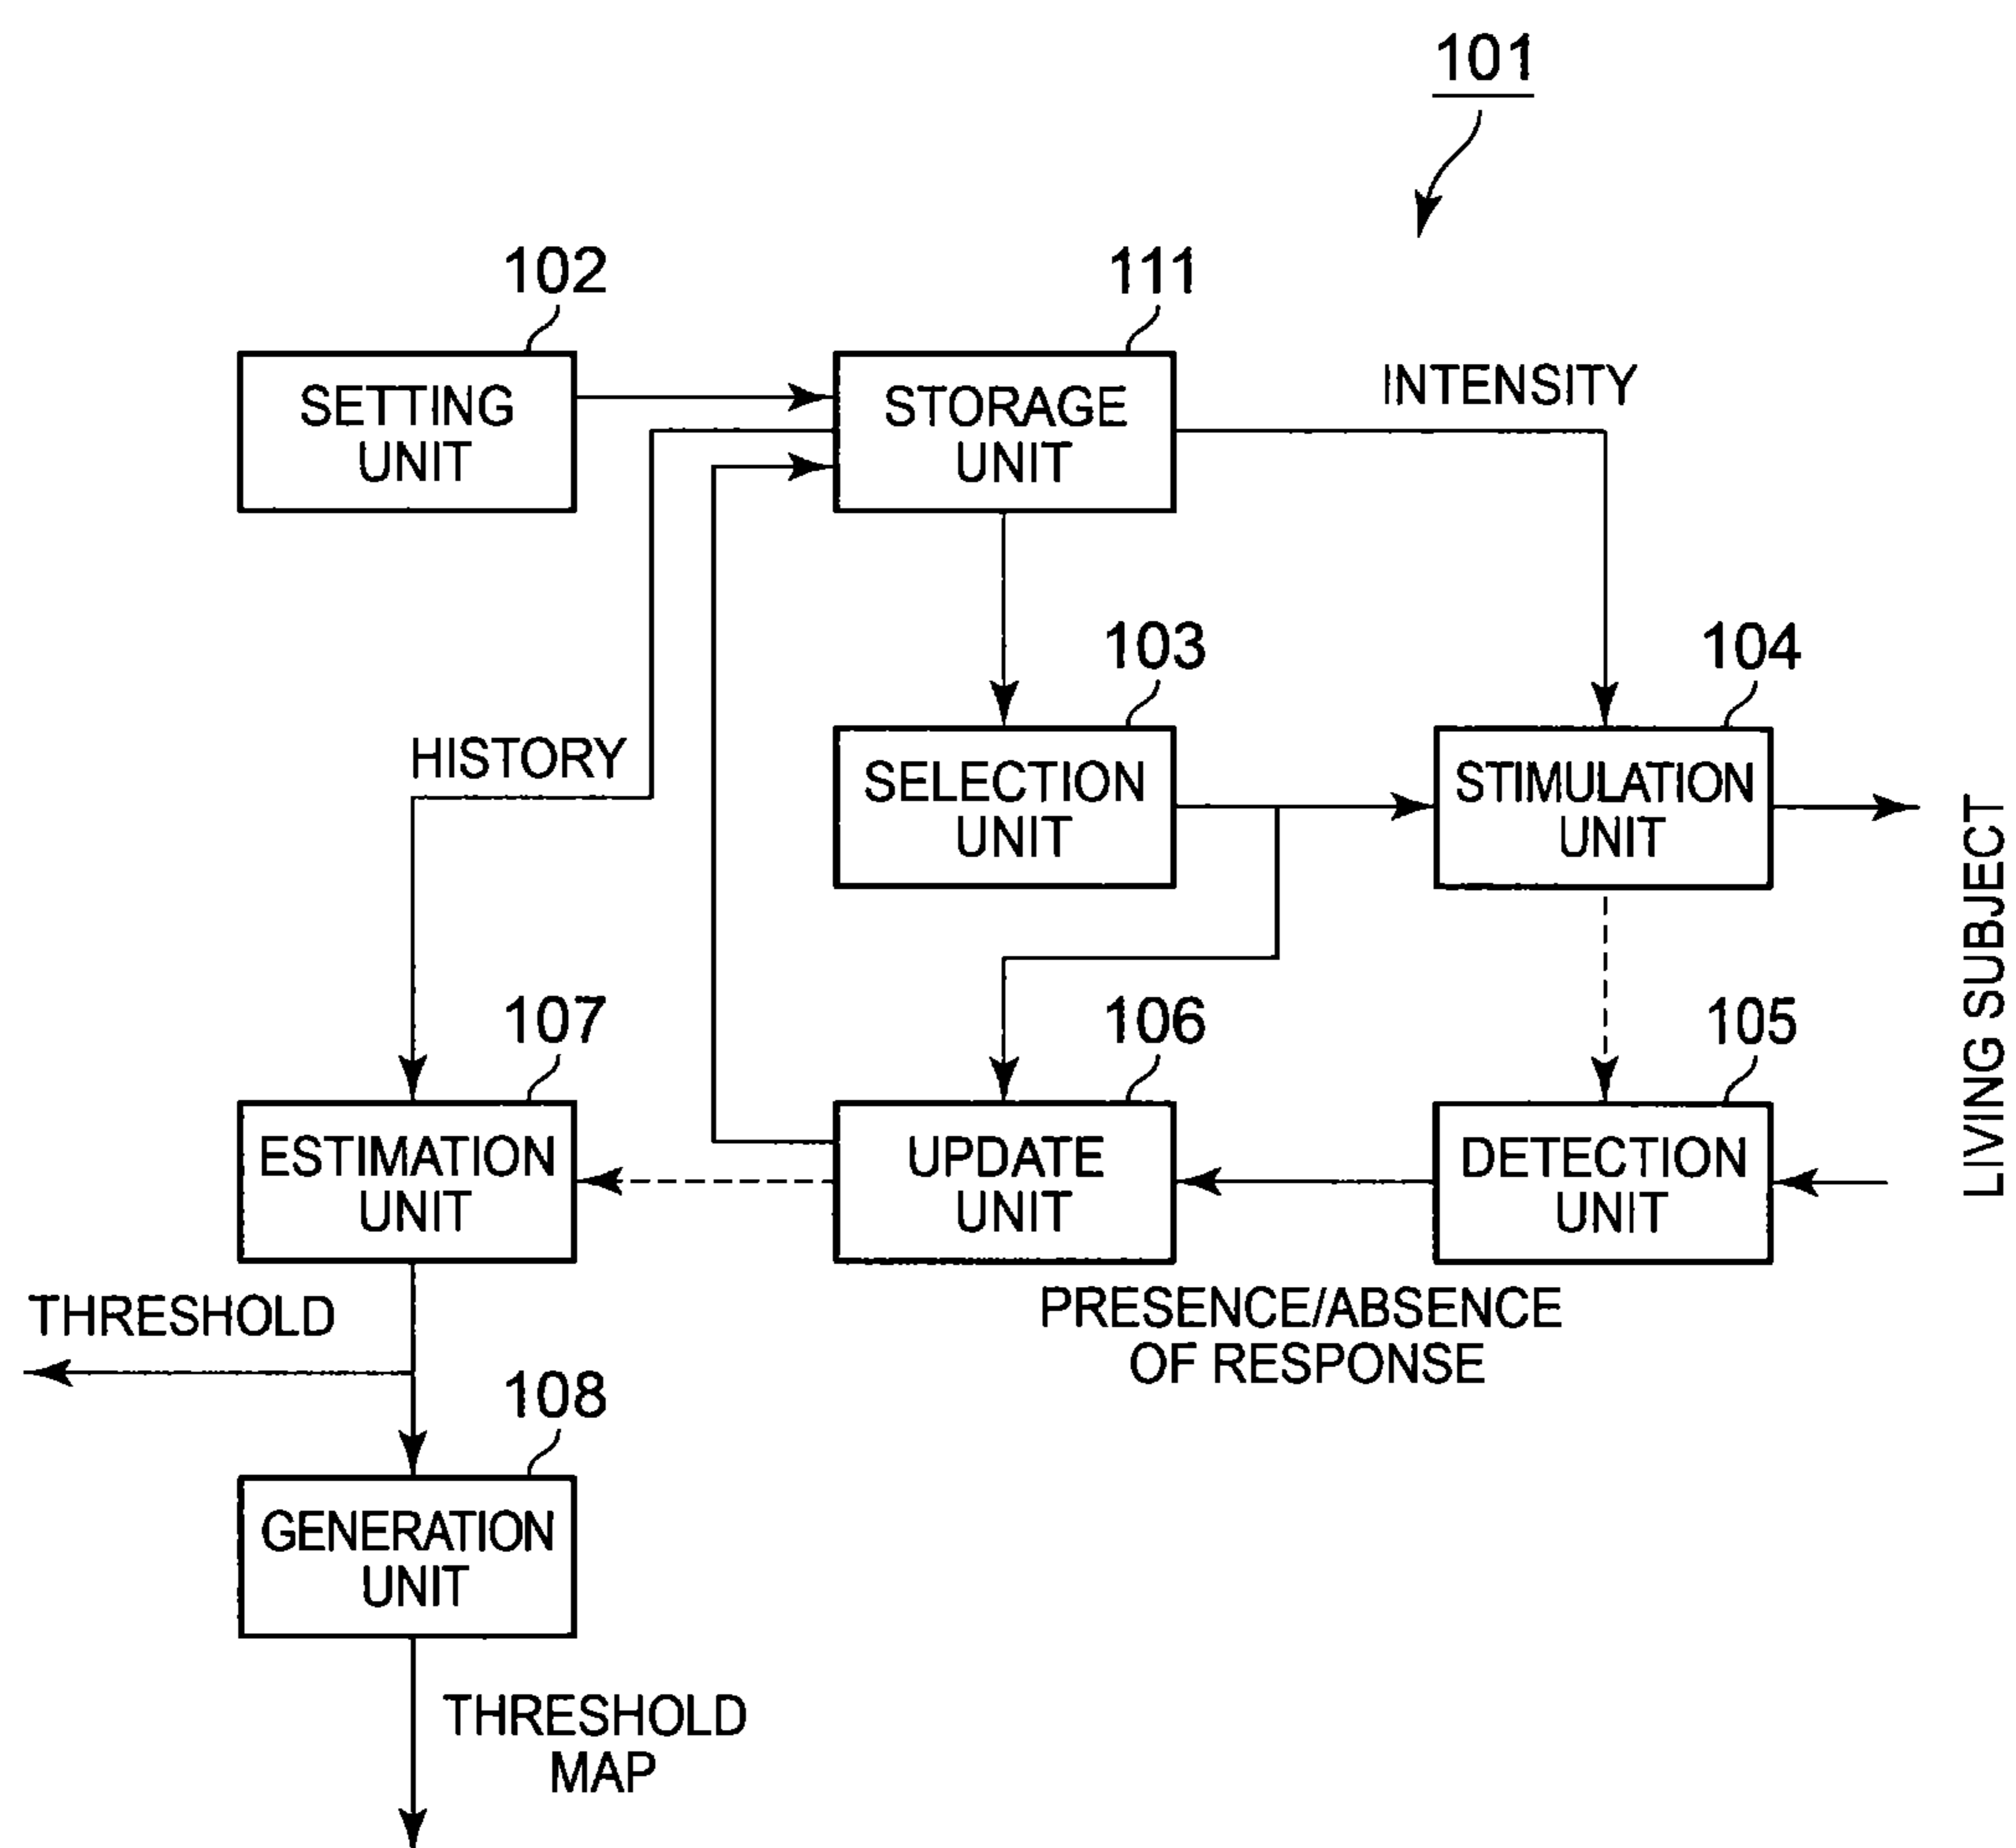 101
102
111
SETTING
UNIT
STORAGE
UNIT
INTENSITY
103
104
HISTORY
SELECTION
UNIT
STIMULATION
UNIT
LIVING SUBJECT
107
106
105
ESTIMATION
UNIT
UPDATE
UNIT
DETECTION
UNIT
THRESHOLD
PRESENCE/ABSENCE
OF RESPONSE
108
GENERATION
UNIT
THRESHOLD
MAP